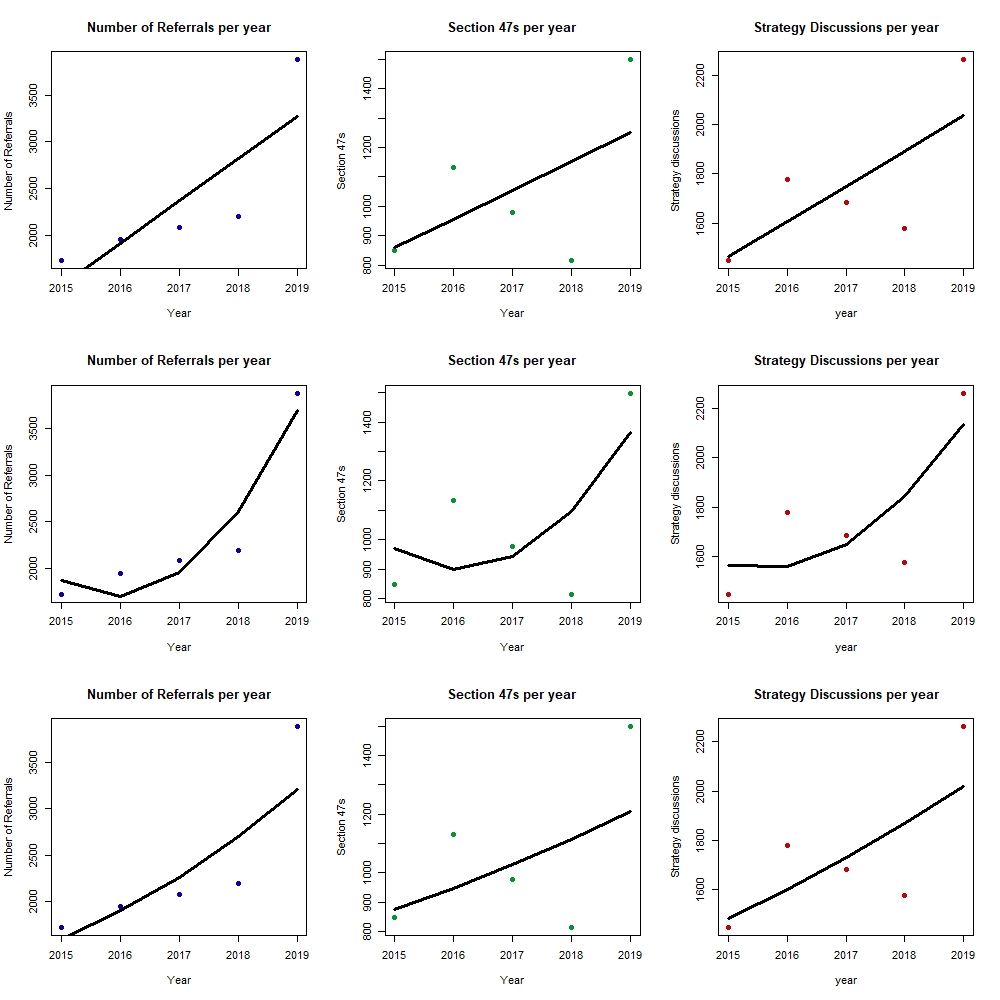 Number of Referrals per year
Number of Referrals
3500
3000
2500
2000
2015 2016 2017 2018 2019
Year
Section 47s per year
Section 47s
1400
1200
1000
900
800
2015 2016 2017 2018 2019
Year
Strategy Discussions per year
Strategy discussions
2200
2000
1800
1600
2015 2016 2017 2018 2019
year
Number of Referrals per year
Number of Referrals
3500
3000
2500
2000
2015 2016 2017 2018 2019
Year
Section 47s per year
Section 47s
1400
1200
1000
900
800
2015 2016 2017 2018 2019
Year
Strategy Discussions per year
Strategy discussions
2200
2000
1800
1600
2015 2016 2017 2018 2019
year
Number of Referrals per year
Number of Referrals
3500
3000
2500
2000
2015 2016 2017 2018 2019
Year
Section 47s per year
Section 47s
1400
1200
1000
900
800
2015 2016 2017 2018 2019
Year
Strategy Discussions per year
Strategy discussions
2200
2000
1800
1600
2015 2016 2017 2018 2019
year